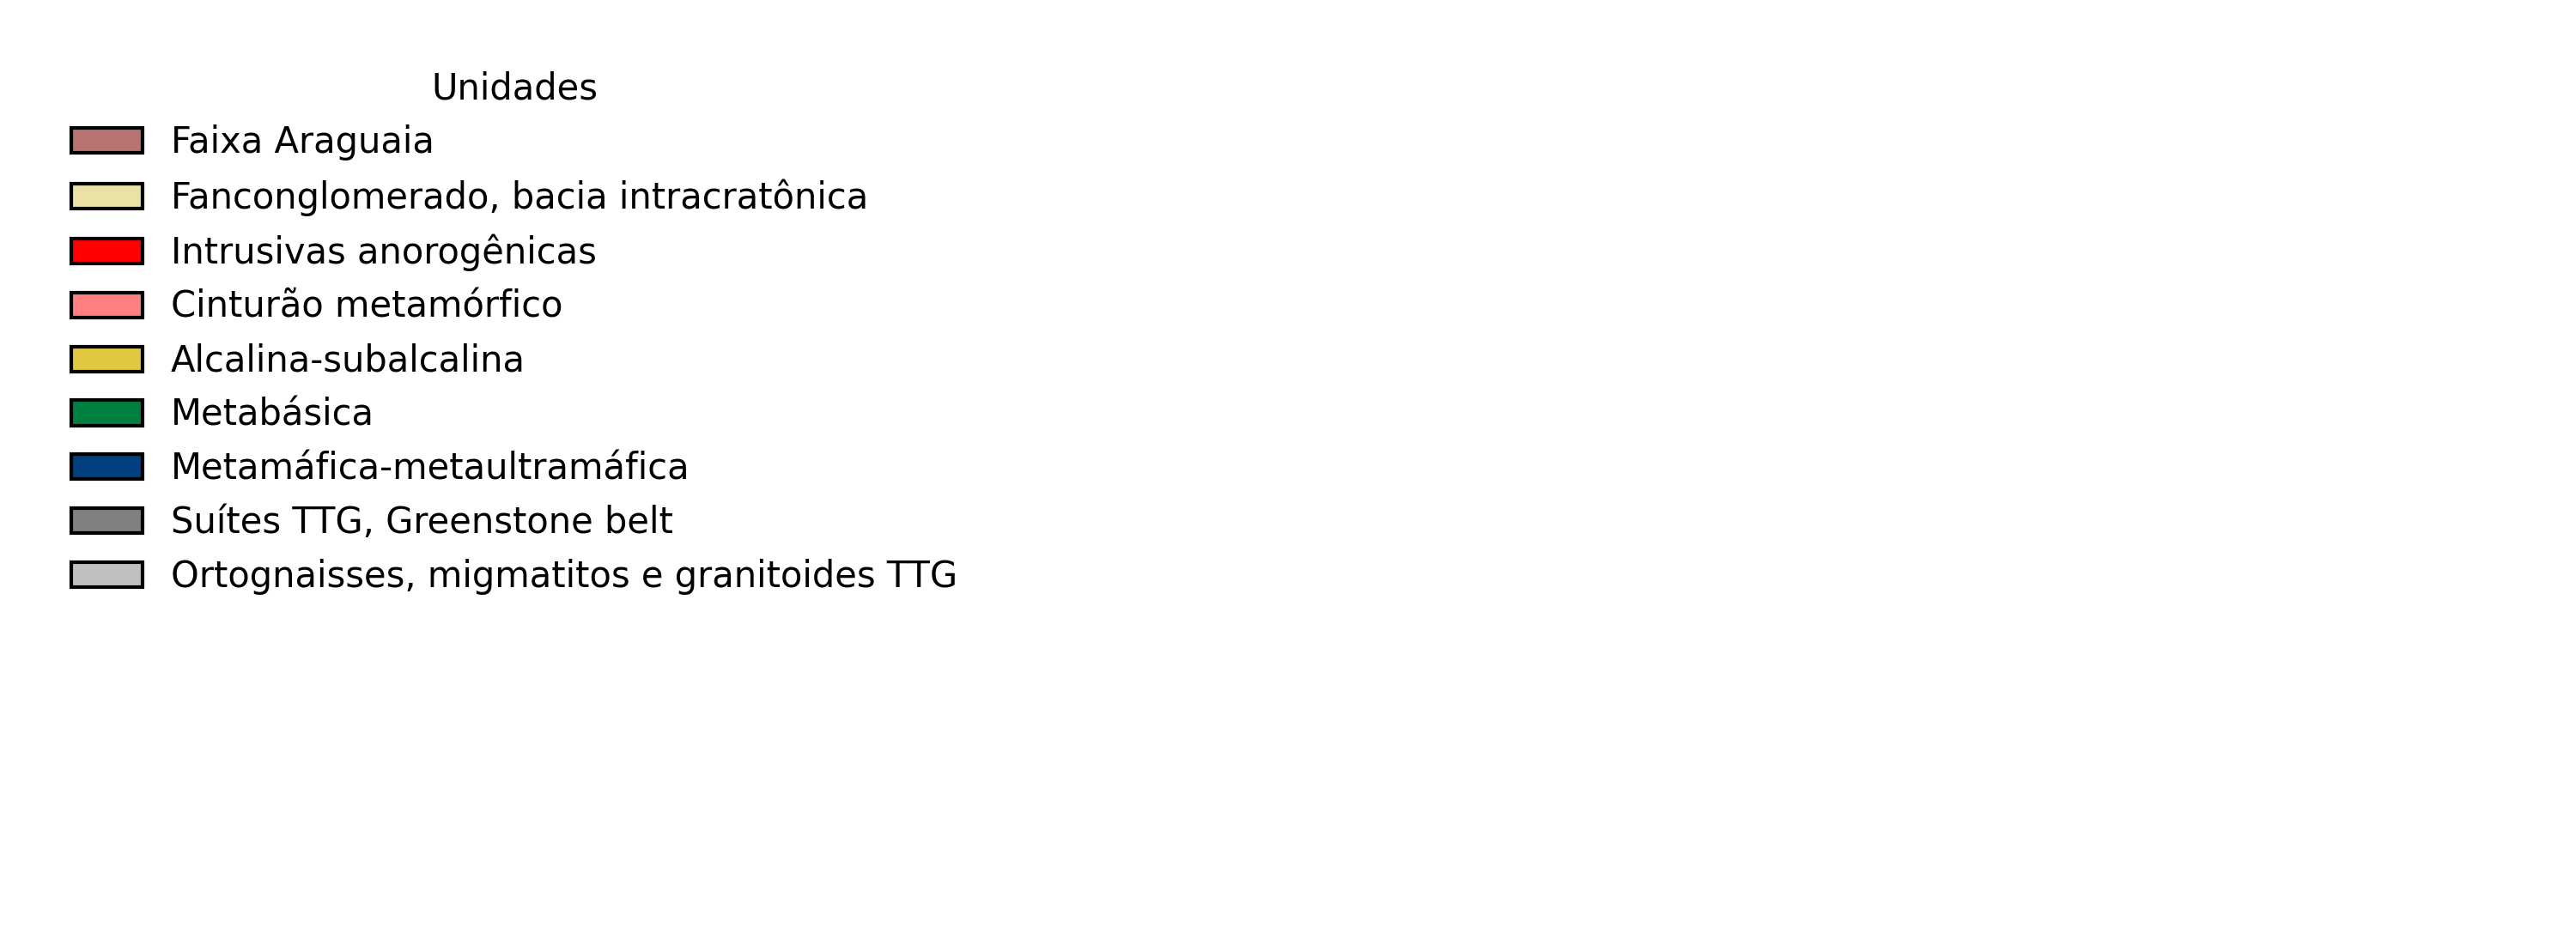 Unidades
Faixa Araguaia
Fanconglomerado, bacia intracratônica
Intrusivas anorogênicas
Cinturão metamórfico
Alcalina-subalcalina
Metabásica
Metamáfica-metaultramáfica
Suítes TTG, Greenstone belt
Ortognaisses, migmatitos e granitoides TTG